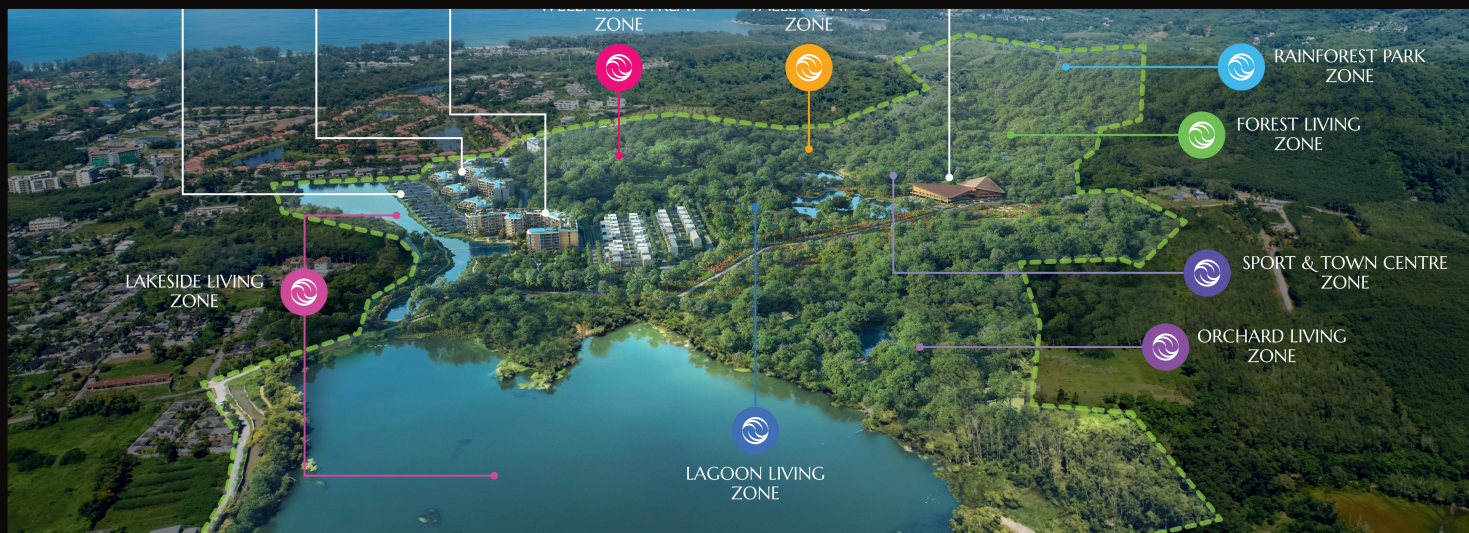 ZONE
ZONE
RAINFOREST PARK
ZONE
FOREST LIVING
ZONE
SPORT & TOWN CENTRE
ZONE
LAKESIDE LIVING
ZONE
ORCHARD LIVING
ZONE
LAGOON LIVING
ZONE